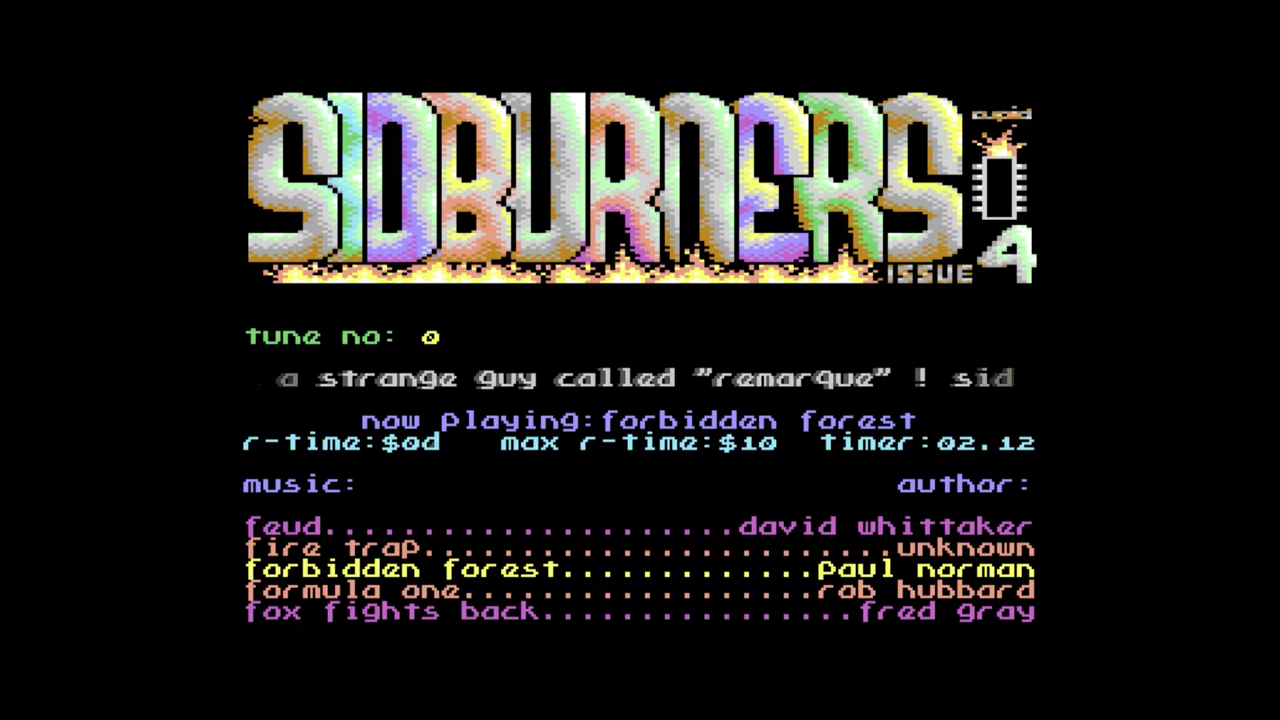 SIDBURNERS
cupid
ISSUE 4
tune no: 0
a strange guy called "remarque" ! sid
now playing:forbidden forest
r-time:$0d max r-time:$10 timer:02.12
music: author:
feud.....................david whittaker
fire trap........................unknown
forbidden forest.............paul norman
formula one..................rob hubbard
fox fights back................fred gray